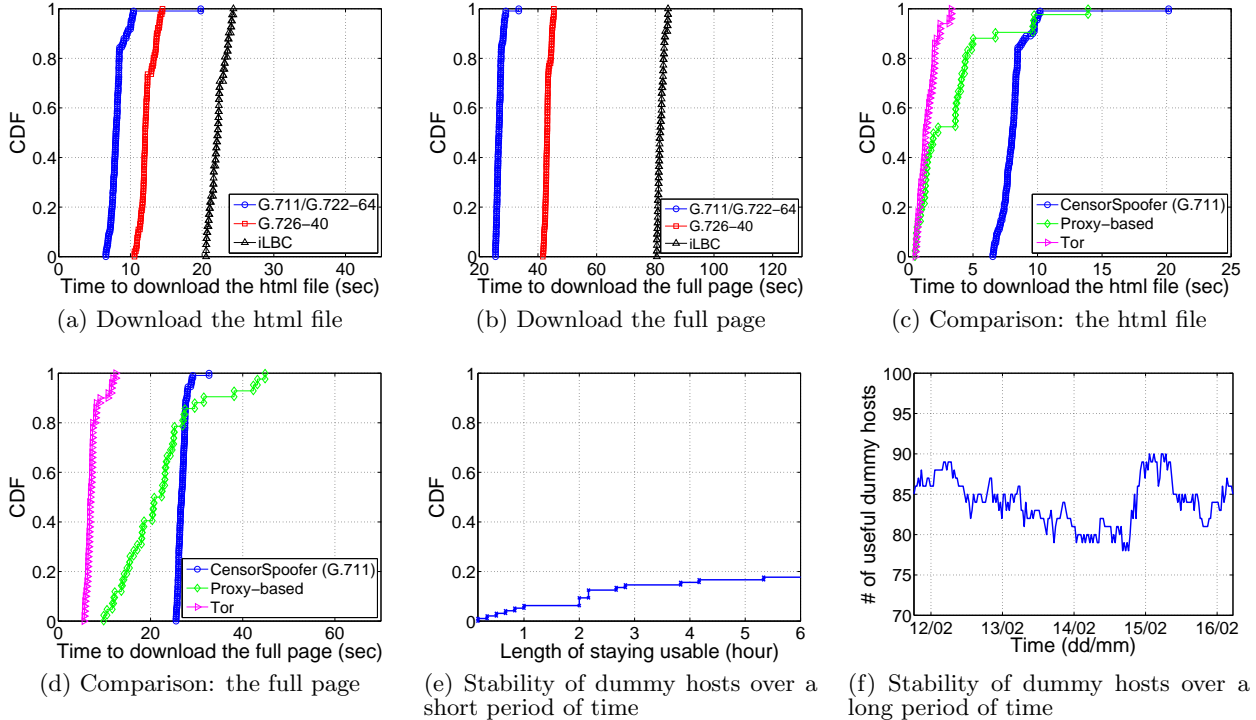 1
0.8
0.6
0.4
0.2
0
CDF
G.711/G.722−64
G.726−40
iLBC
0 10 20 30 40
Time to download the html file (sec)
(a) Download the html file
1
0.8
0.6
0.4
0.2
0
CDF
G.711/G.722−64
G.726−40
iLBC
20 40 60 80 100 120
Time to download the full page (sec)
(b) Download the full page
1
0.8
0.6
0.4
0.2
0
CDF
CensorSpoofer (G.711)
Proxy−based
Tor
0 5 10 15 20 25
Time to download the html file (sec)
(c) Comparison: the html file
1
0.8
0.6
0.4
0.2
0
CDF
CensorSpoofer (G.711)
Proxy−based
Tor
0 20 40 60
Time to download the full page (sec)
(d) Comparison: the full page
1
0.8
0.6
0.4
0.2
0
CDF
1 2 3 4 5 6
Length of staying usable (hour)
(e) Stability of dummy hosts over a
short period of time
100
95
90
85
80
75
70
# of useful dummy hosts
12/02 13/02 14/02 15/02 16/02
Time (dd/mm)
(f) Stability of dummy hosts over a
long period of time